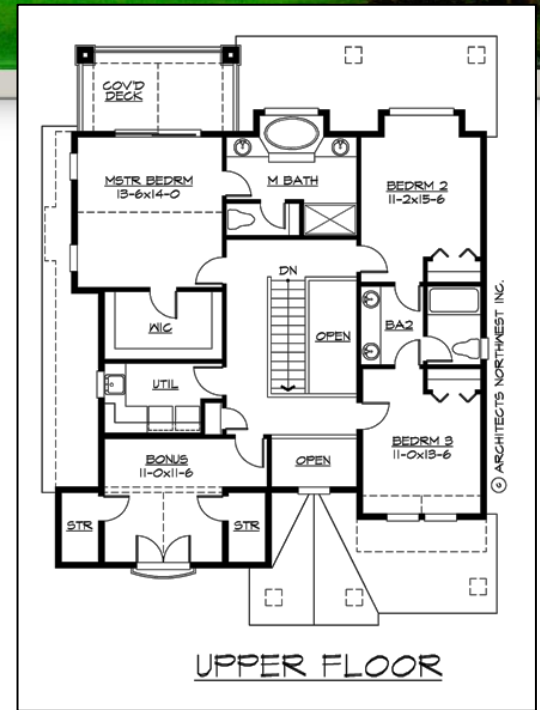 COV'D
DECK
MSTR BEDRM
13-6x14-0
M BATH
BEDRM 2
11-2x15-6
DN
WIC
OPEN
BA2
UTIL
BEDRM 3
11-0x13-6
BONUS
11-0x11-6
OPEN
STR
STR
© ARCHITECTS NORTHWEST INC.
UPPER FLOOR